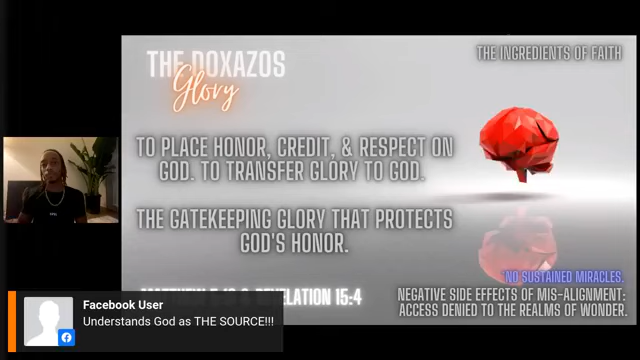 THE DOXAZOS
Glory
THE INGREDIENTS OF FAITH
TO PLACE HONOR, CREDIT, & RESPECT ON
GOD. TO TRANSFER GLORY TO GOD.
THE GATEKEEPING GLORY THAT PROTECTS
GOD'S HONOR.
15:4
*NO SUSTAINED MIRACLES.
NEGATIVE SIDE EFFECTS OF MIS-ALIGNMENT:
ACCESS DENIED TO THE REALMS OF WONDER.
Facebook User
Understands God as THE SOURCE!!!